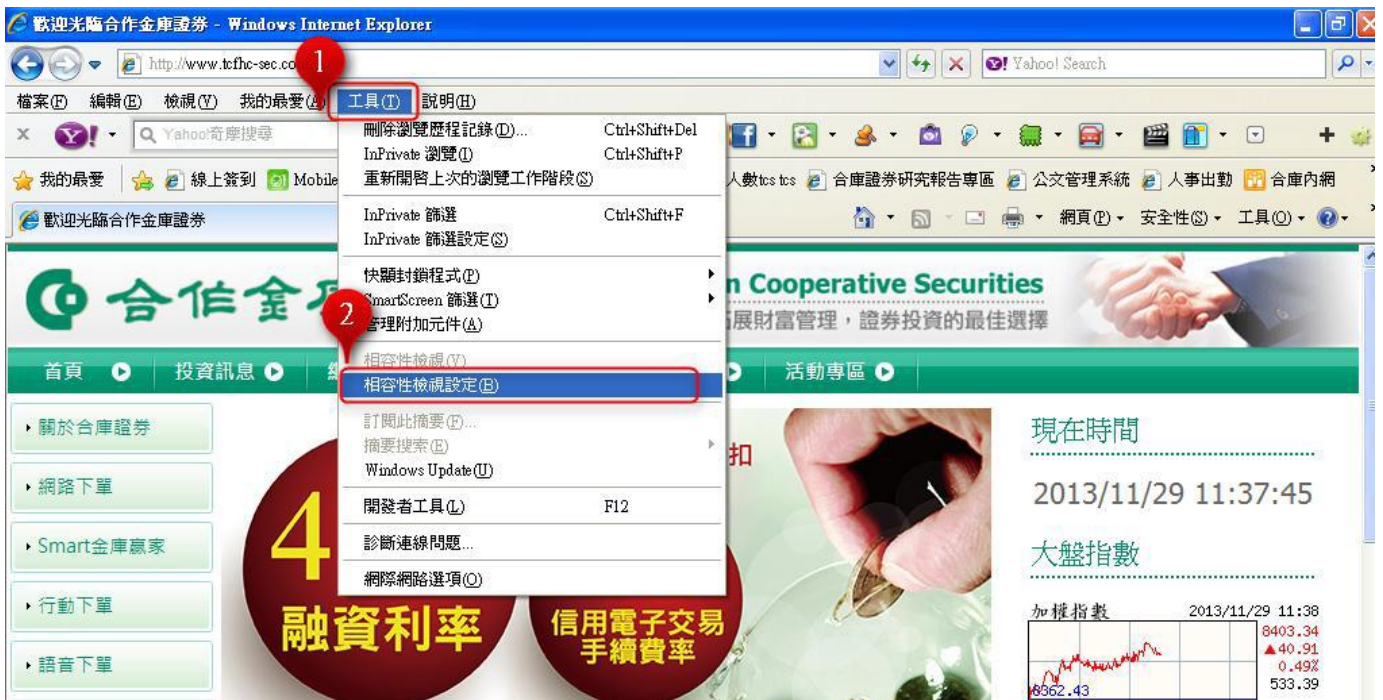 歡迎光臨合作金庫證券 - Windows Internet Explorer
http://www.tcfhc-sec.co
Yahoo! Search
1
檔案(F) 編輯(E) 檢視(V) 我的最愛(A) 工具(T) 說明(H)
Yahoo!奇摩搜尋
我的最愛 線上簽到 Mobile
人數tcs tcs 合庫證券研究報告專區 公文管理系統 人事出勤 合庫內網
歡迎光臨合作金庫證券
網頁(P) 安全性(S) 工具(O)
刪除瀏覽歷程記錄(D)... Ctrl+Shift+Del
InPrivate 瀏覽(I) Ctrl+Shift+P
重新開啓上次的瀏覽工作階段(S)
InPrivate 篩選 Ctrl+Shift+F
InPrivate 篩選設定(S)
快顯封鎖程式(P)
SmartScreen 篩選(T)
管理附加元件(A)
2
相容性檢視(V)
相容性檢視設定(B)
訂閱此摘要(F)...
摘要搜索(E)
Windows Update(U)
開發者工具(L) F12
診斷連線問題...
網際網路選項(O)
合作金
n Cooperative Securities
展財富管理，證券投資的最佳選擇
首頁 投資訊息 活動專區
關於合庫證券
網路下單
Smart金庫贏家
行動下單
語音下單
4
融資利率
扣
信用電子交易
手續費率
現在時間
2013/11/29 11:37:45
大盤指數
加權指數 2013/11/29 11:38
8403.34
▲40.91
0.49%
533.39
8362.43